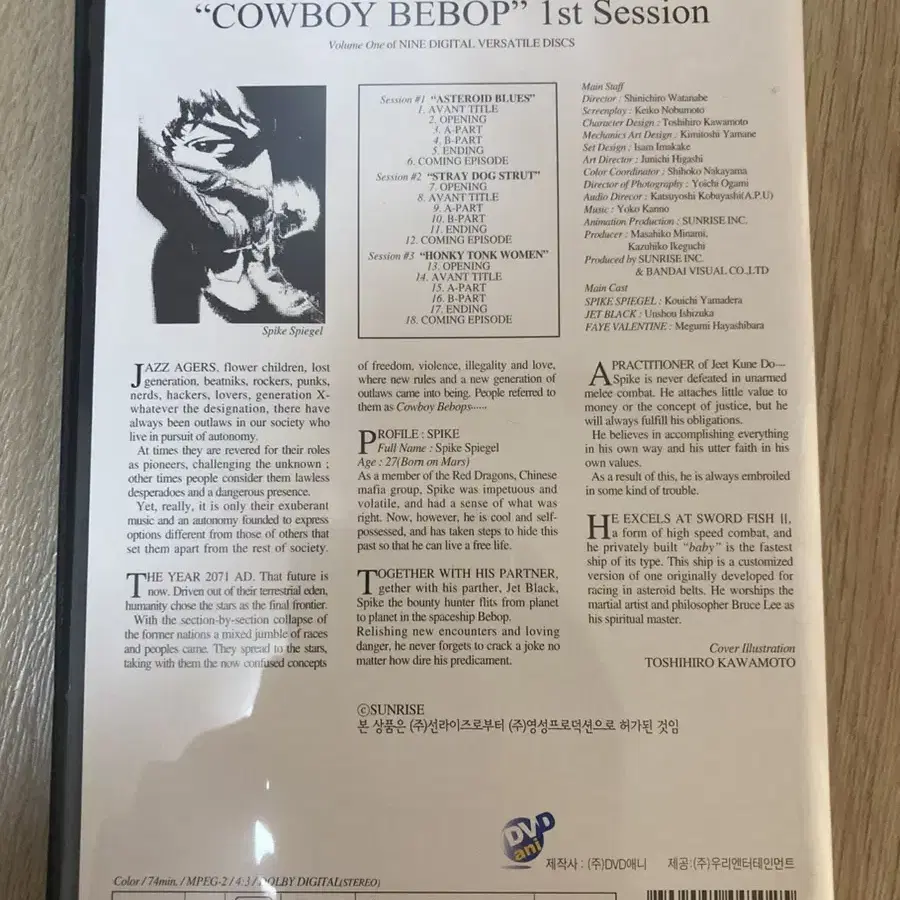 “COWBOY BEBOP” 1st Session
Volume One of NINE DIGITAL VERSATILE DISCS
Spike Spiegel
Session #1 “ASTEROID BLUES”
1. AVANT TITLE
2. OPENING
3. A-PART
4. B-PART
5. ENDING
6. COMING EPISODE
Session #2 “STRAY DOG STRUT”
7. OPENING
8. AVANT TITLE
9. A-PART
10. B-PART
11. ENDING
12. COMING EPISODE
Session #3 “HONKY TONK WOMEN”
13. OPENING
14. AVANT TITLE
15. A-PART
16. B-PART
17. ENDING
18. COMING EPISODE
Main Staff
Director : Shinichiro Watanabe
Screenplay : Keiko Nobumoto
Character Design : Toshihiro Kawamoto
Mechanics Art Design : Kimitoshi Yamane
Set Design : Isam Imakake
Art Director : Junichi Higashi
Color Coordinator : Shihoko Nakayama
Director of Photography : Yoichi Ogami
Audio Direcor : Katsuyoshi Kobayashi(A.P.U)
Music : Yoko Kanno
Animation Production : SUNRISE INC.
Producer : Masahiko Minami,
Kazuhiko Ikeguchi
Produced by SUNRISE INC.
& BANDAI VISUAL CO.,LTD
Main Cast
SPIKE SPIEGEL : Kouichi Yamadera
JET BLACK : Unshou Ishizuka
FAYE VALENTINE : Megumi Hayashibara
JAZZ AGERS, flower children, lost
generation, beatniks, rockers, punks,
nerds, hackers, lovers, generation X-
whatever the designation, there have
always been outlaws in our society who
live in pursuit of autonomy.
At times they are revered for their roles
as pioneers, challenging the unknown ;
other times people consider them lawless
desperadoes and a dangerous presence.
Yet, really, it is only their exuberant
music and an autonomy founded to express
options different from those of others that
set them apart from the rest of society.
THE YEAR 2071 AD. That future is
now. Driven out of their terrestrial eden,
humanity chose the stars as the final frontier.
With the section-by-section collapse of
the former nations a mixed jumble of races
and peoples came. They spread to the stars,
taking with them the now confused concepts
of freedom, violence, illegality and love,
where new rules and a new generation of
outlaws came into being. People referred to
them as Cowboy Bebops······
PROFILE : SPIKE
Full Name : Spike Spiegel
Age : 27(Born on Mars)
As a member of the Red Dragons, Chinese
mafia group, Spike was impetuous and
volatile, and had a sense of what was
right. Now, however, he is cool and self-
possessed, and has taken steps to hide this
past so that he can live a free life.
TOGETHER WITH HIS PARTNER,
gether with his parther, Jet Black,
Spike the bounty hunter flits from planet
to planet in the spaceship Bebop.
Relishing new encounters and loving
danger, he never forgets to crack a joke no
matter how dire his predicament.
A PRACTITIONER of Jeet Kune Do—
Spike is never defeated in unarmed
melee combat. He attaches little value to
money or the concept of justice, but he
will always fulfill his obligations.
He believes in accomplishing everything
in his own way and his utter faith in his
own values.
As a result of this, he is always embroiled
in some kind of trouble.
HE EXCELS AT SWORD FISH II,
a form of high speed combat, and
he privately built “baby” is the fastest
ship of its type. This ship is a customized
version of one originally developed for
racing in asteroid belts. He worships the
martial artist and philosopher Bruce Lee as
his spiritual master.
Cover Illustration
TOSHIHIRO KAWAMOTO
©SUNRISE
본 상품은 (주)선라이즈로부터 (주)영성프로덕션으로 허가된 것임
DVD
ani
제작사 : (주)DVD애니 제공:(주)우리엔터테인먼트
Color / 74min. / MPEG-2 / 4:3 / DOLBY DIGITAL(STEREO)